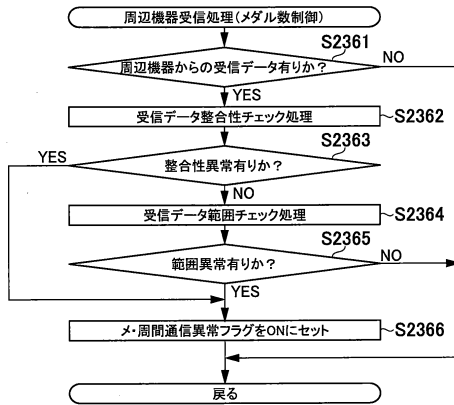 周辺機器受信処理(メダル数制御)
S2361
周辺機器からの受信データ有りか？
NO
YES
受信データ整合性チェック処理
S2362
S2363
YES
整合性異常有りか？
NO
受信データ範囲チェック処理
S2364
S2365
範囲異常有りか？
NO
YES
メ・周間通信異常フラグをONにセット
S2366
戻る